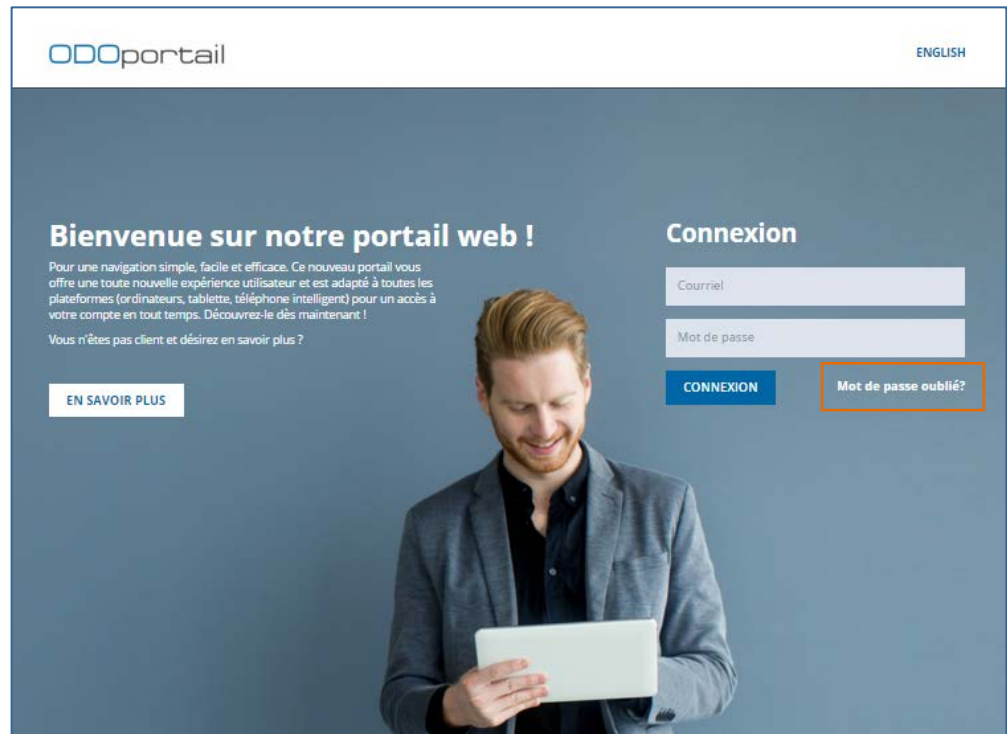 ODOportail
ENGLISH
Bienvenue sur notre portail web !
Pour une navigation simple, facile et efficace. Ce nouveau portail vous
offre une toute nouvelle expérience utilisateur et est adapté à toutes les
plateformes (ordinateurs, tablette, téléphone intelligent) pour un accès à
votre compte en tout temps. Découvrez-le dès maintenant !
Vous n'êtes pas client et désirez en savoir plus ?
EN SAVOIR PLUS
Connexion
Courriel
Mot de passe
CONNEXION
Mot de passe oublié?